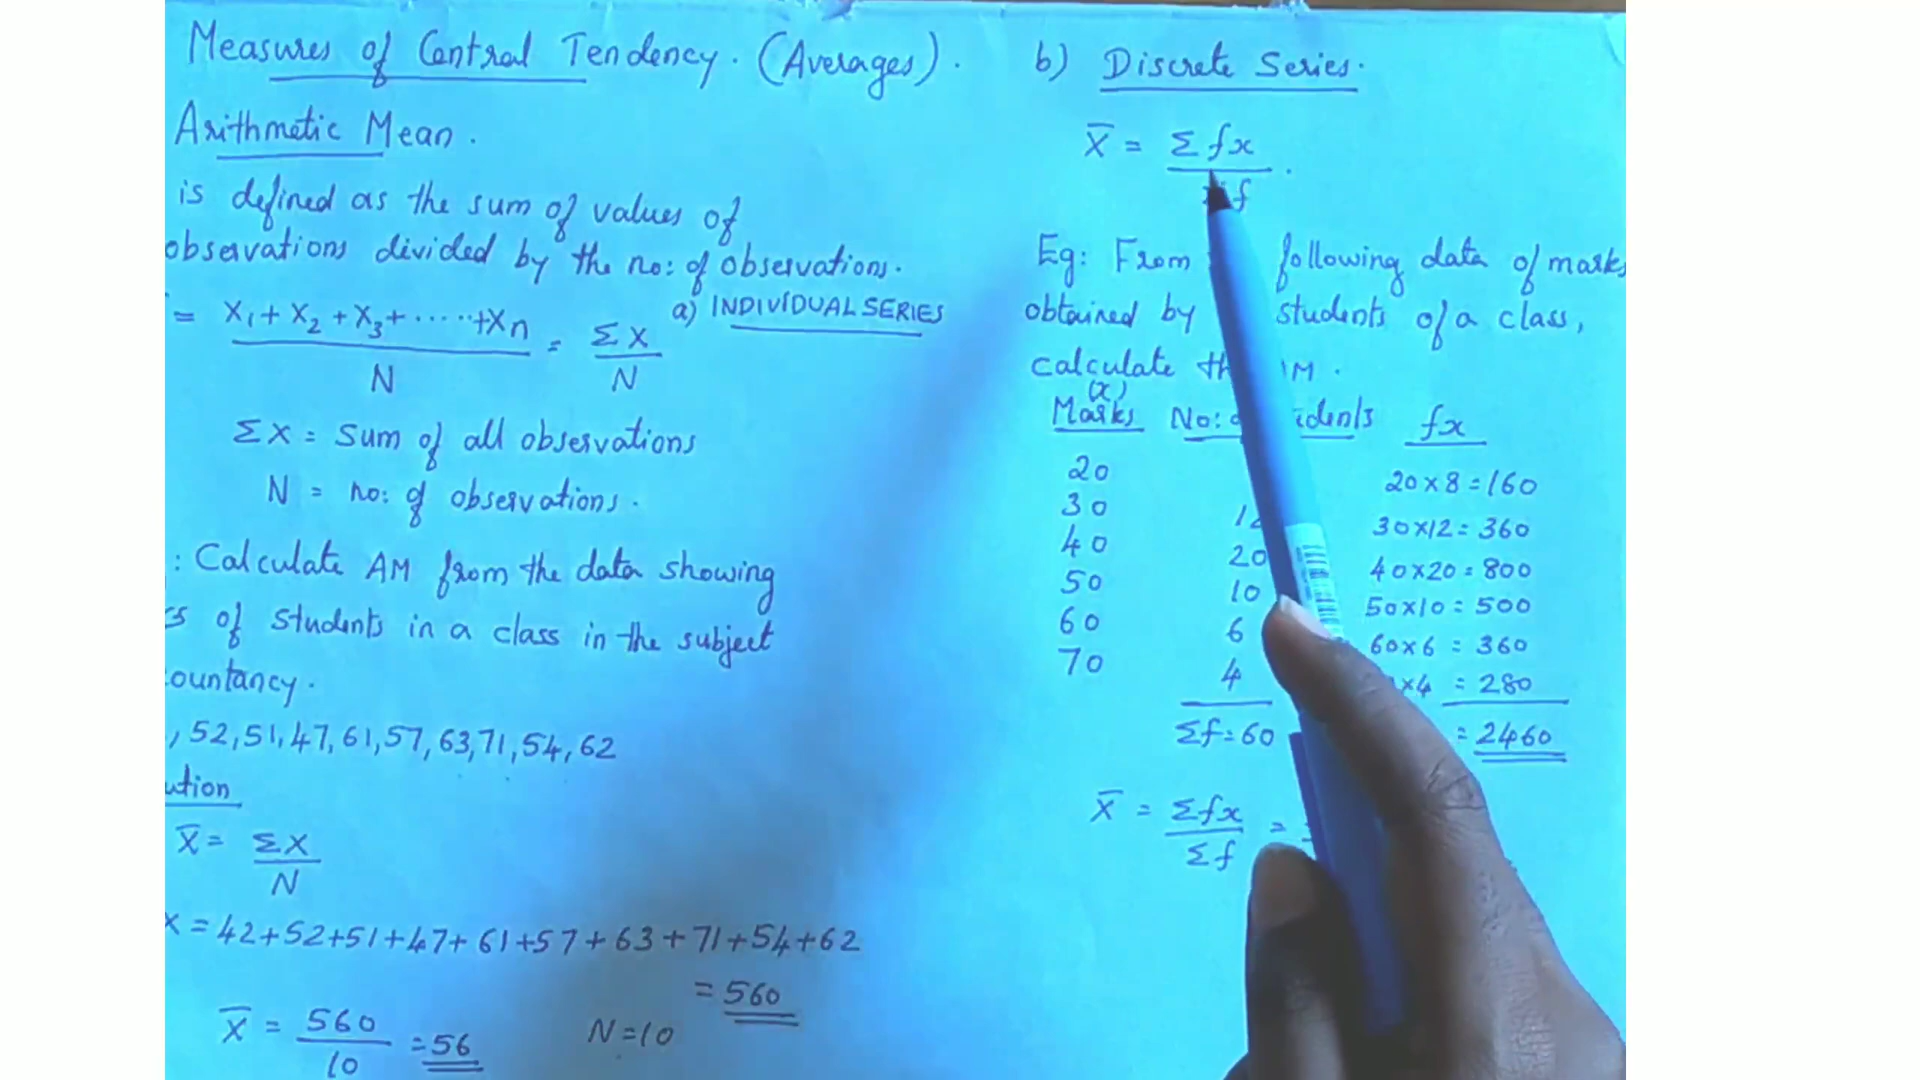 Measures of Central Tendency. (Averages).
Arithmetic Mean.
is defined as the sum of values of
observations divided by the no: of observations.
= X₁ + X₂ + X₃ + ..... + Xn / N = ΣX / N
a) INDIVIDUAL SERIES
ΣX = Sum of all observations
N = no: of observations.
: Calculate AM from the data showing
of students in a class in the subject
, 52, 51, 47, 61, 57, 63, 71, 54, 62
X̄ = ΣX / N
X = 42+52+51+47+61+57+63+71+54+62
= 560
X̄ = 560 / 10 = 56
N = 10
b) Discrete Series.
X̄ = Σfx / Σf.
Eg: From following data of marks
obtained by students of a class,
calculate AM.
(x)
Marks No: fx
20 20 x 8 = 160
30 30x12 = 360
40 20 40x20 = 800
50 10 50x10 = 500
60 6 60x6 = 360
70 4 x4 = 280
Σf = 60 = 2460
X̄ = Σfx / Σf =